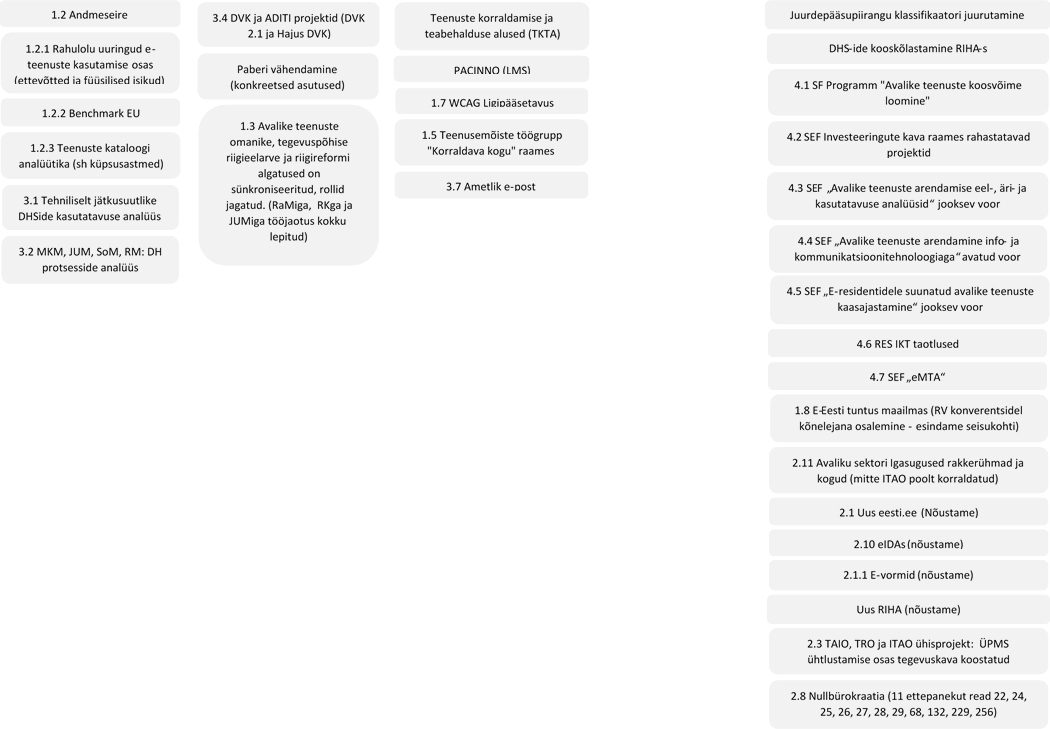 1.2 Andmeseire
1.2.1 Rahulolu uuringud e-
teenuste kasutamise osas
(ettevõtted ja füüsilised isikud)
1.2.2 Benchmark EU
1.2.3 Teenuste kataloogi
analüütika (sh küpsusastmed)
3.1 Tehniliselt jätkusuutlike
DHSide kasutatavuse analüüs
3.2 MKM, JUM, SoM, RM: DH
protsesside analüüs
3.4 DVK ja ADITI projektid (DVK
2.1 ja Hajus DVK)
Paberi vähendamine
(konkreetsed asutused)
1.3 Avalike teenuste
omanike, tegevuspõhise
riigieelarve ja riigireformi
algatused on
sünkroniseeritud, rollid
jagatud. (RaMiga, RKga ja
JUMiga tööjaotus kokku
lepitud)
Teenuste korraldamise ja
teabehalduse alused (TKTA)
PACINNO (LMS)
1.7 WCAG Ligipääsetavus
1.5 Teenusemõiste töögrupp
"Korraldava kogu" raames
3.7 Ametlik e-post
Juurdepääsupiirangu klassifikaatori juurutamine
DHS-ide kooskõlastamine RIHA-s
4.1 SF Programm "Avalike teenuste koosvõime
loomine"
4.2 SEF Investeeringute kava raames rahastatavad
projektid
4.3 SEF „Avalike teenuste arendamise eel-, äri- ja
kasutatavuse analüüsid“ jooksev voor
4.4 SEF „Avalike teenuste arendamine info- ja
kommunikatsioonitehnoloogiaga“ avatud voor
4.5 SEF „E-residentidele suunatud avalike teenuste
kaasajastamine“ jooksev voor
4.6 RES IKT taotlused
4.7 SEF „eMTA“
1.8 E-Eesti tuntus maailmas (RV konverentsidel
kõnelejana osalemine - esindame seisukohti)
2.11 Avaliku sektori Igasugused rakkerühmad ja
kogud (mitte ITAO poolt korraldatud)
2.1 Uus eesti.ee (Nõustame)
2.10 eIDAs (nõustame)
2.1.1 E-vormid (nõustame)
Uus RIHA (nõustame)
2.3 TAIO, TRO ja ITAO ühisprojekt: ÜPMS
ühtlustamise osas tegevuskava koostatud
2.8 Nullbürokraatia (11 ettepanekut read 22, 24,
25, 26, 27, 28, 29, 68, 132, 229, 256)